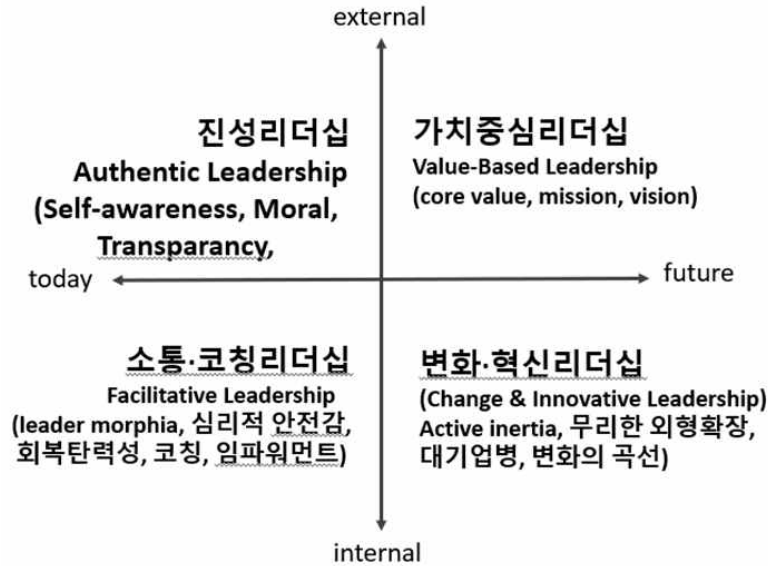 external
진성리더십
Authentic Leadership
(Self-awareness, Moral,
Transparancy,
가치중심리더십
Value-Based Leadership
(core value, mission, vision)
today
future
소통·코칭리더십
Facilitative Leadership
(leader morphia, 심리적 안전감,
회복탄력성, 코칭, 임파워먼트)
변화·혁신리더십
(Change & Innovative Leadership)
Active inertia, 무리한 외형확장,
대기업병, 변화의 곡선)
internal